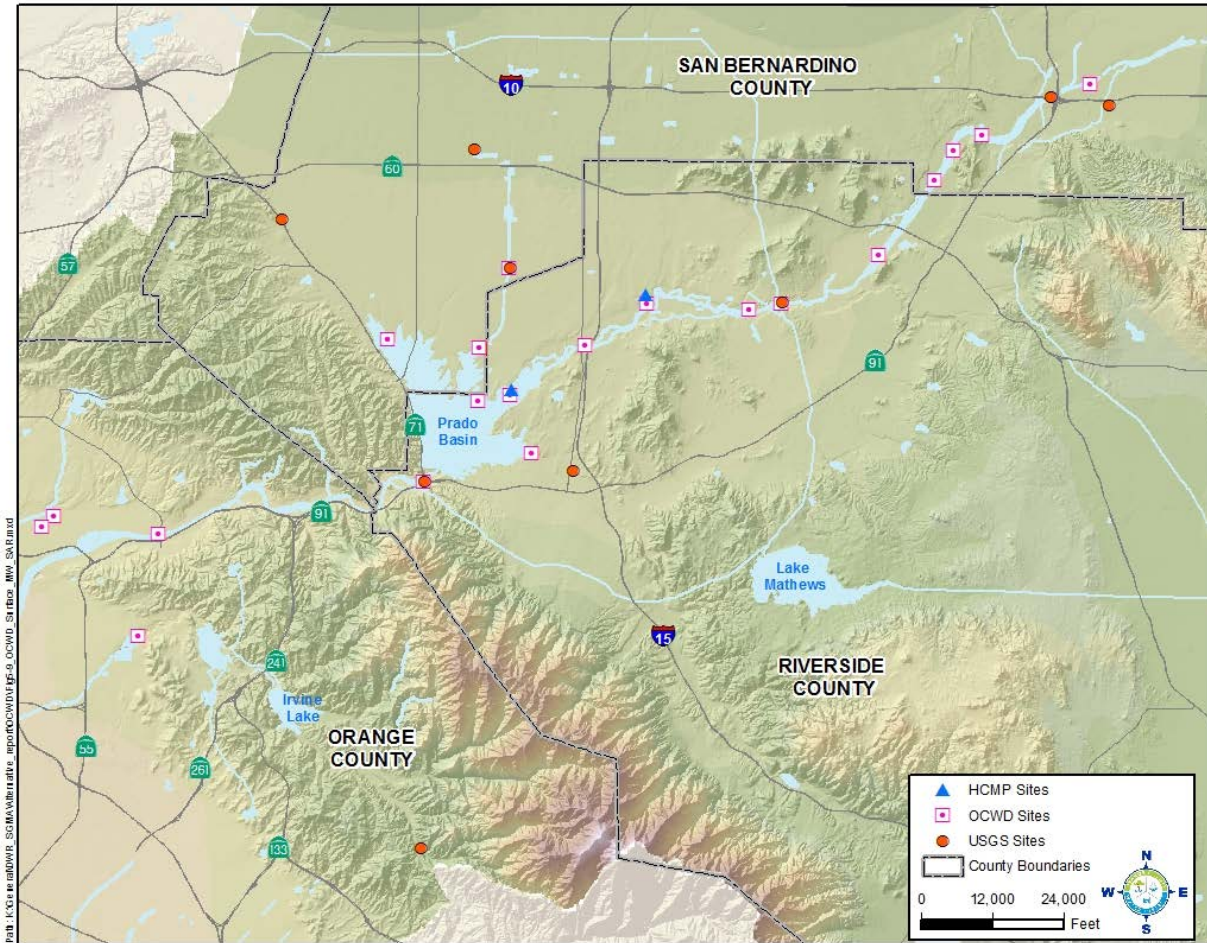 SAN BERNARDINO
COUNTY
10
60
57
91
71
Prado
Basin
91
Lake
Mathews
15
RIVERSIDE
COUNTY
241
Irvine
Lake
ORANGE
COUNTY
55
261
133
HCMP Sites
OCWD Sites
USGS Sites
County Boundaries
0 12,000 24,000
Feet
N
W E
S